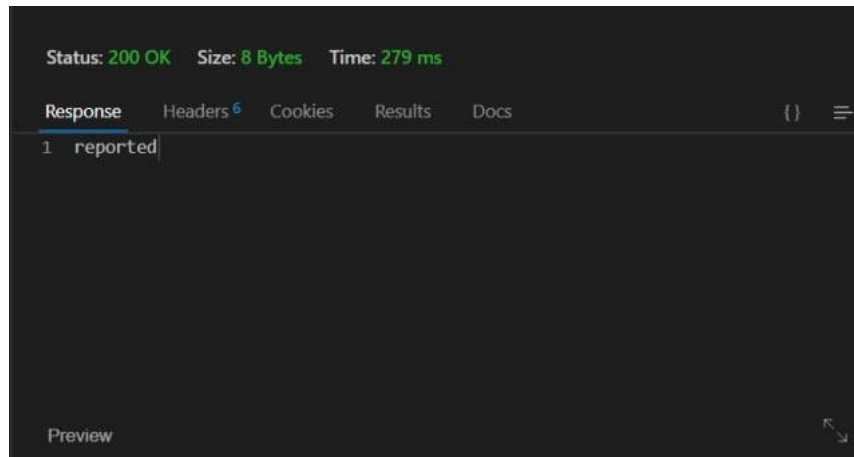 Status: 200 OK Size: 8 Bytes Time: 279 ms
Response Headers 6 Cookies Results Docs {}
1 reported
Preview